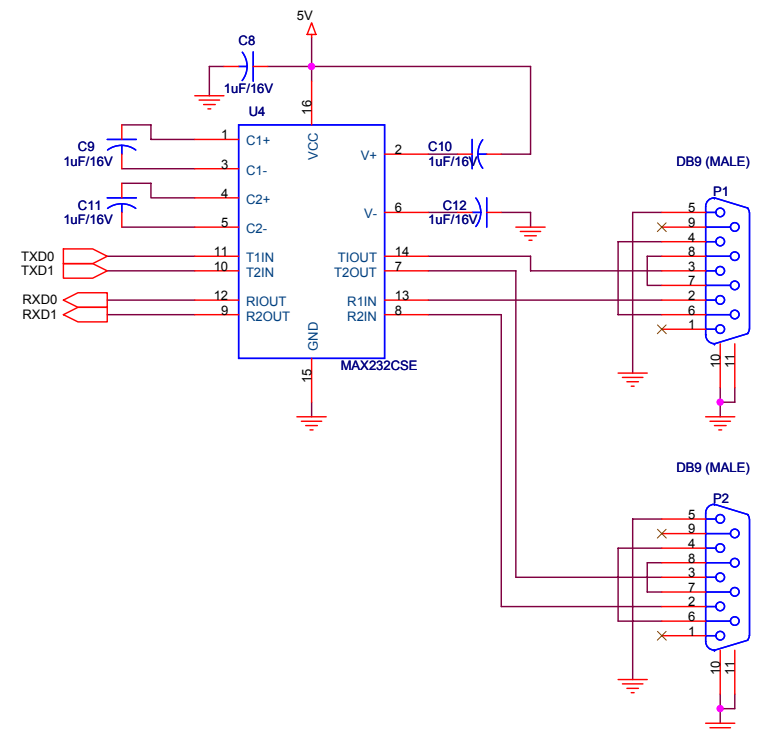 5V
C8
1uF/16V
U4
16
VCC
C9
1uF/16V
1
C1+
3
C1-
C11
1uF/16V
4
C2+
5
C2-
V+
2
C10
1uF/16V
V-
6
C12
1uF/16V
TXD0
11
T1IN
TXD1
10
T2IN
RXD0
12
RIOUT
RXD1
9
R2OUT
TIOUT
14
T2OUT
7
R1IN
13
R2IN
8
GND
15
MAX232CSE
DB9 (MALE)
P1
5
9
4
8
3
7
2
6
1
10
11
DB9 (MALE)
P2
5
9
4
8
3
7
2
6
1
10
11